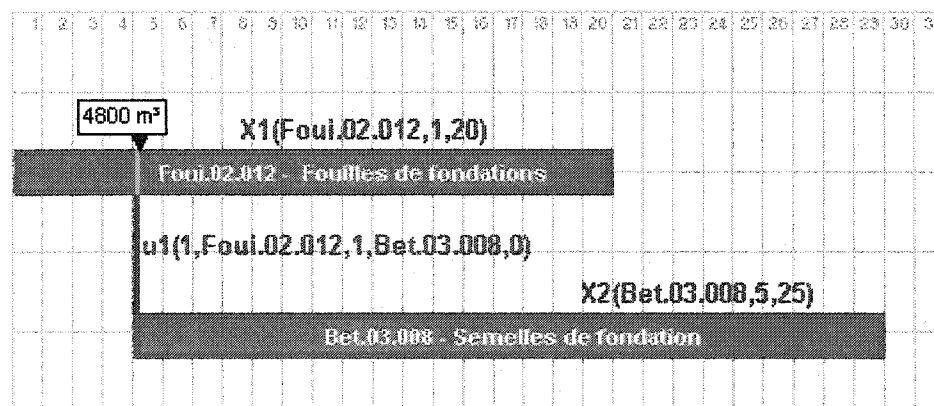 1 2 3 4 5 6 7 8 9 10 11 12 13 14 15 16 17 18 19 20 21 22 23 24 25 26 27 28 29 30 3
4800 m³
X1(Foui.02.012,1,20)
Foui.02.012 - Fouilles de fondations
u1(1,Foui.02.012,1,Bet.03.008,0)
X2(Bet.03.008,5,25)
Bet.03.008 - Semelles de fondation